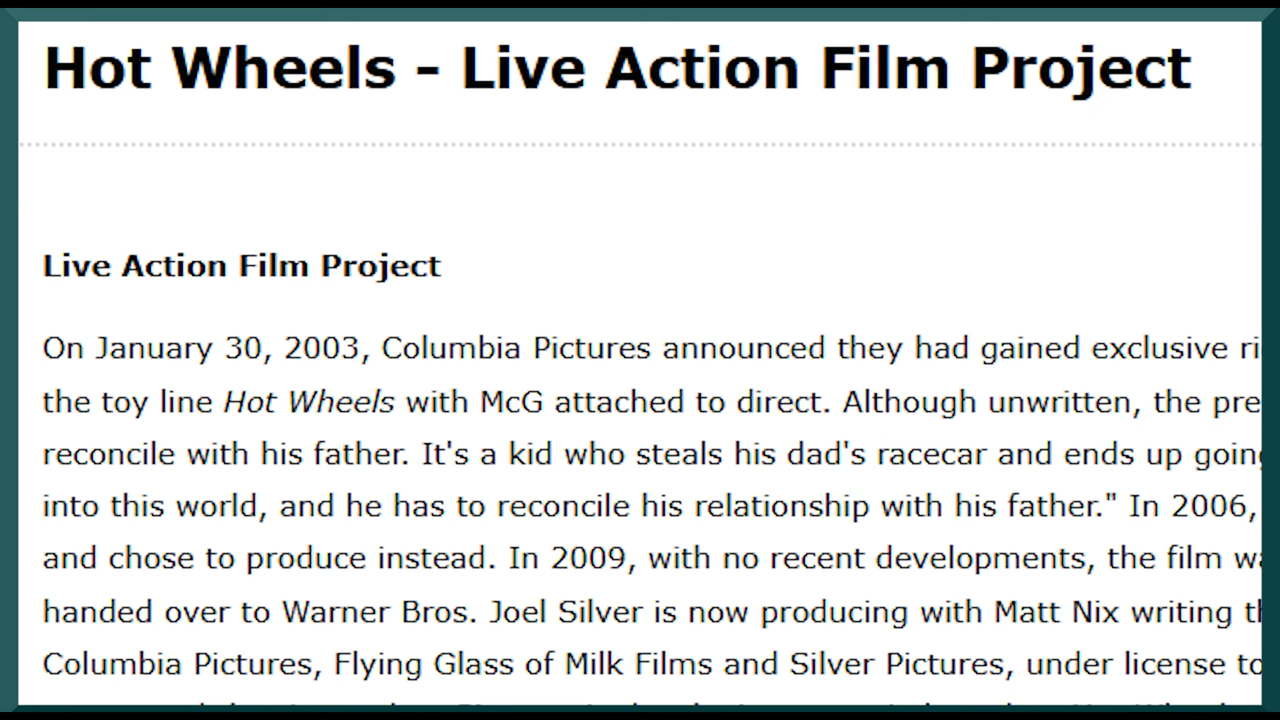 Hot Wheels - Live Action Film Project
Live Action Film Project
On January 30, 2003, Columbia Pictures announced they had gained exclusive
the toy line Hot Wheels with McG attached to direct. Although unwritten, the
reconcile with his father. It's a kid who steals his dad's racecar and ends up going
into this world, and he has to reconcile his relationship with his father." In 2006,
and chose to produce instead. In 2009, with no recent developments, the film
handed over to Warner Bros. Joel Silver is now producing with Matt Nix writing
Columbia Pictures, Flying Glass of Milk Films and Silver Pictures, under license to